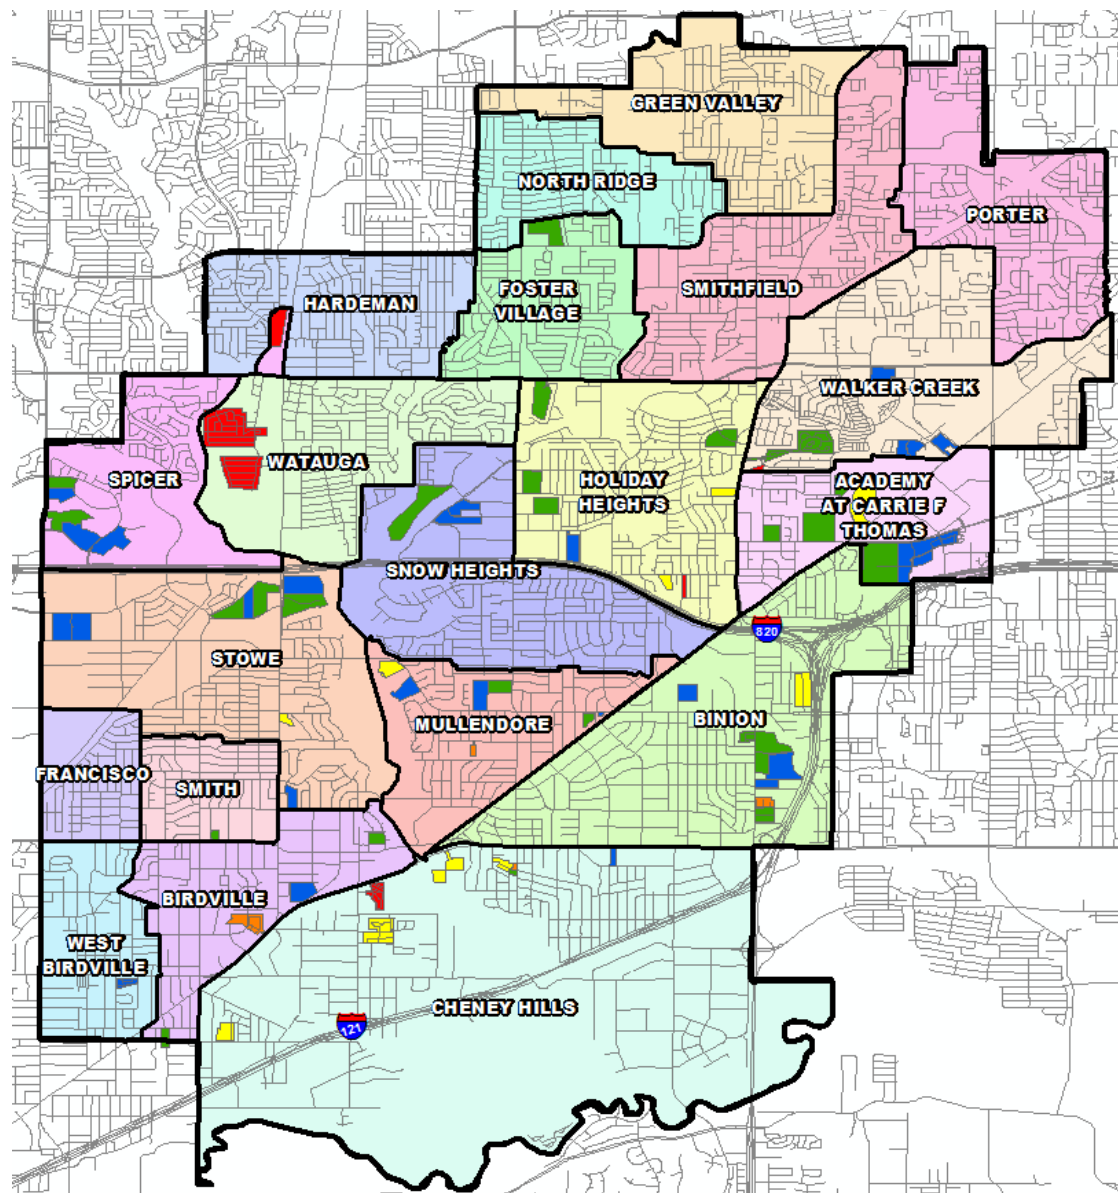 GREEN VALLEY
NORTH RIDGE
PORTER
HARDEMAN
FOSTER
VILLAGE
SMITHFIELD
WALKER CREEK
WATAUGA
SPICER
HOLIDAY
HEIGHTS
ACADEMY
AT CARRIE F
THOMAS
SNOW HEIGHTS
820
STOWE
MULLENDORE
BINION
FRANCISCO
SMITH
BIRDVILLE
WEST
BIRDVILLE
CHENEY HILLS
121